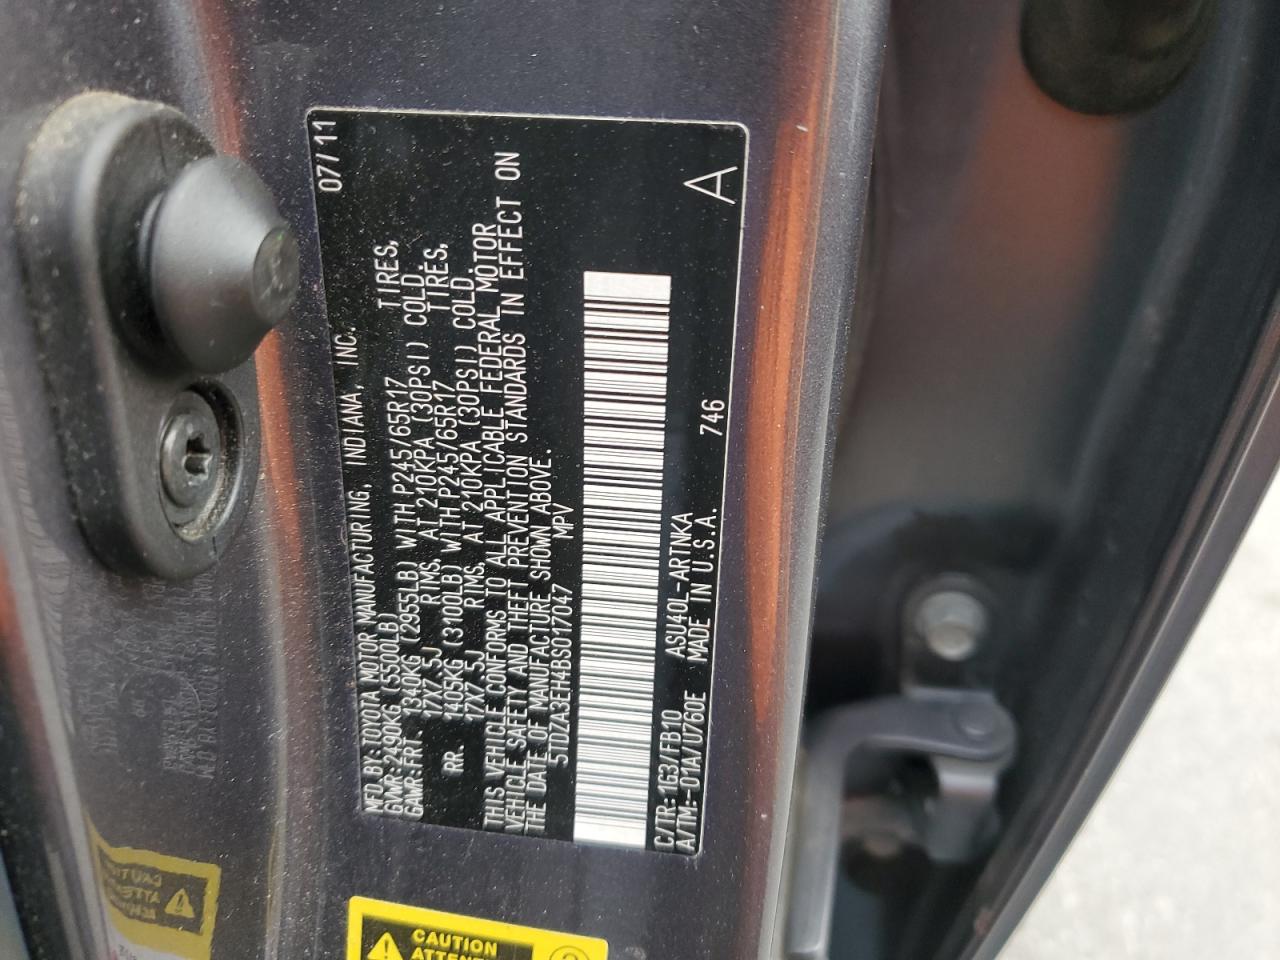 MFD.BY:TOYOTA MOTOR MANUFACTURING, INDIANA, INC. 07/11
GVWR:2490KG (5500LB)
GAWR:FRT 1340KG (2955LB) WITH P245/65R17 TIRES,
17X7.5J RIMS, AT 210KPA (30PSI) COLD.
RR. 1405KG (3100LB) WITH P245/65R17 TIRES,
17X7.5J RIMS, AT 210KPA (30PSI) COLD.
THIS VEHICLE CONFORMS TO ALL APPLICABLE FEDERAL MOTOR
VEHICLE SAFETY AND THEFT PREVENTION STANDARDS IN EFFECT ON
THE DATE OF MANUFACTURE SHOWN ABOVE.
5TDZA3EH4BS017047 MPV
C/TR:1G3/FB10 ASU40L-ARTNKA
A/TM:-01A/U760E MADE IN U.S.A. 746 A
CAUTION